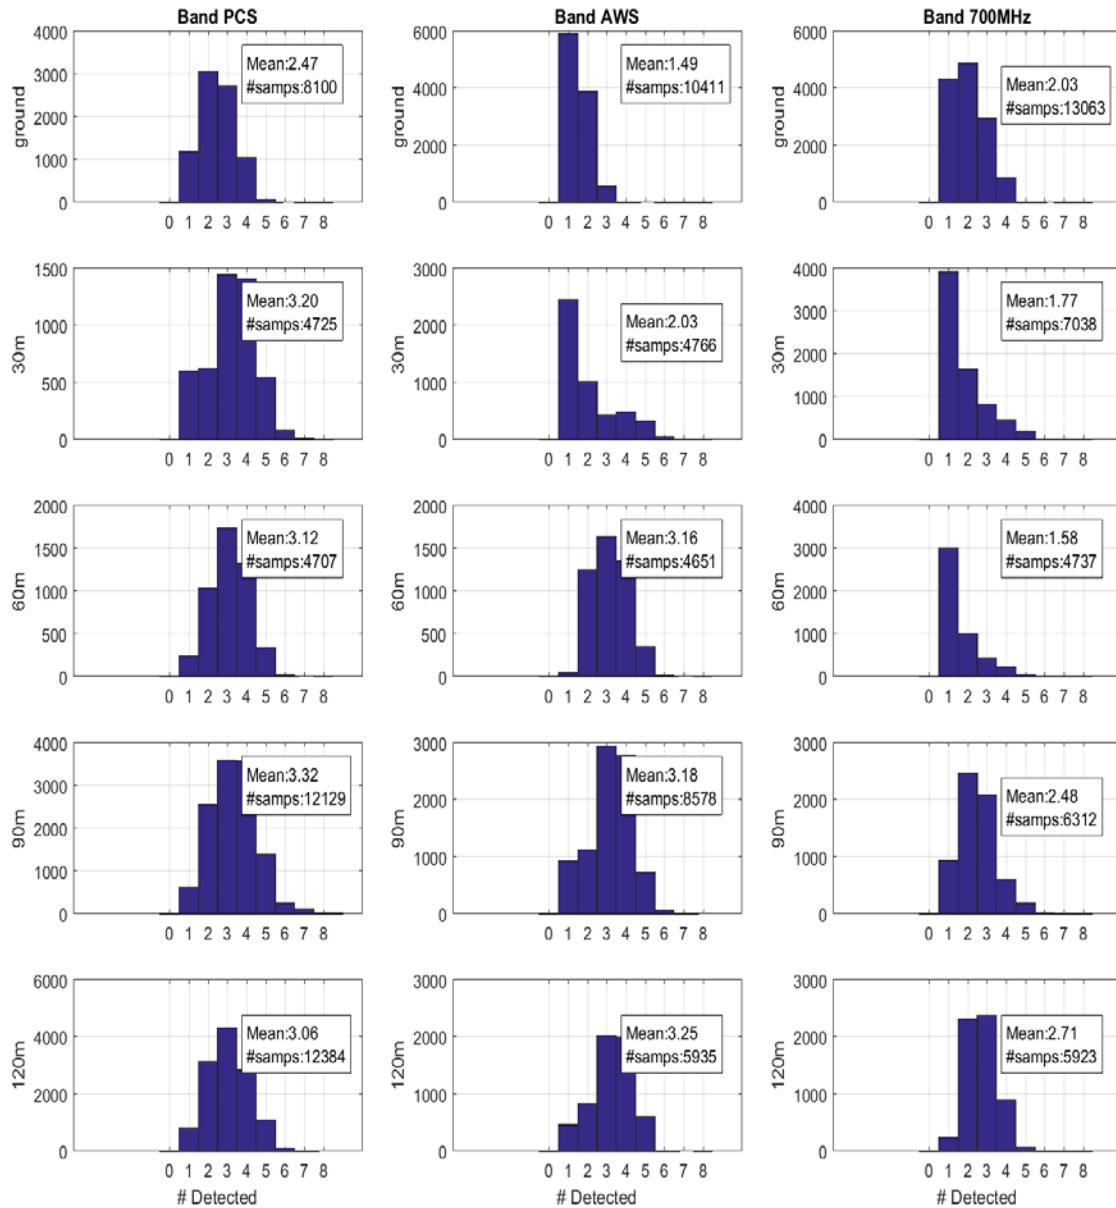 Band PCS
Band AWS
Band 700MHz
4000
3000
2000
1000
0
ground
Mean:2.47
#samps:8100
0 1 2 3 4 5 6 7 8
6000
4000
2000
0
ground
Mean:1.49
#samps:10411
0 1 2 3 4 5 6 7 8
6000
4000
2000
0
ground
Mean:2.03
#samps:13063
0 1 2 3 4 5 6 7 8
1500
1000
500
0
30m
Mean:3.20
#samps:4725
0 1 2 3 4 5 6 7 8
3000
2000
1000
0
30m
Mean:2.03
#samps:4766
0 1 2 3 4 5 6 7 8
4000
3000
2000
1000
0
30m
Mean:1.77
#samps:7038
0 1 2 3 4 5 6 7 8
2000
1500
1000
500
0
60m
Mean:3.12
#samps:4707
0 1 2 3 4 5 6 7 8
2000
1500
1000
500
0
60m
Mean:3.16
#samps:4651
0 1 2 3 4 5 6 7 8
4000
3000
2000
1000
0
60m
Mean:1.58
#samps:4737
0 1 2 3 4 5 6 7 8
4000
3000
2000
1000
0
90m
Mean:3.32
#samps:12129
0 1 2 3 4 5 6 7 8
3000
2000
1000
0
90m
Mean:3.18
#samps:8578
0 1 2 3 4 5 6 7 8
3000
2000
1000
0
90m
Mean:2.48
#samps:6312
0 1 2 3 4 5 6 7 8
6000
4000
2000
0
120m
Mean:3.06
#samps:12384
0 1 2 3 4 5 6 7 8
# Detected
3000
2000
1000
0
120m
Mean:3.25
#samps:5935
0 1 2 3 4 5 6 7 8
# Detected
3000
2000
1000
0
120m
Mean:2.71
#samps:5923
0 1 2 3 4 5 6 7 8
# Detected